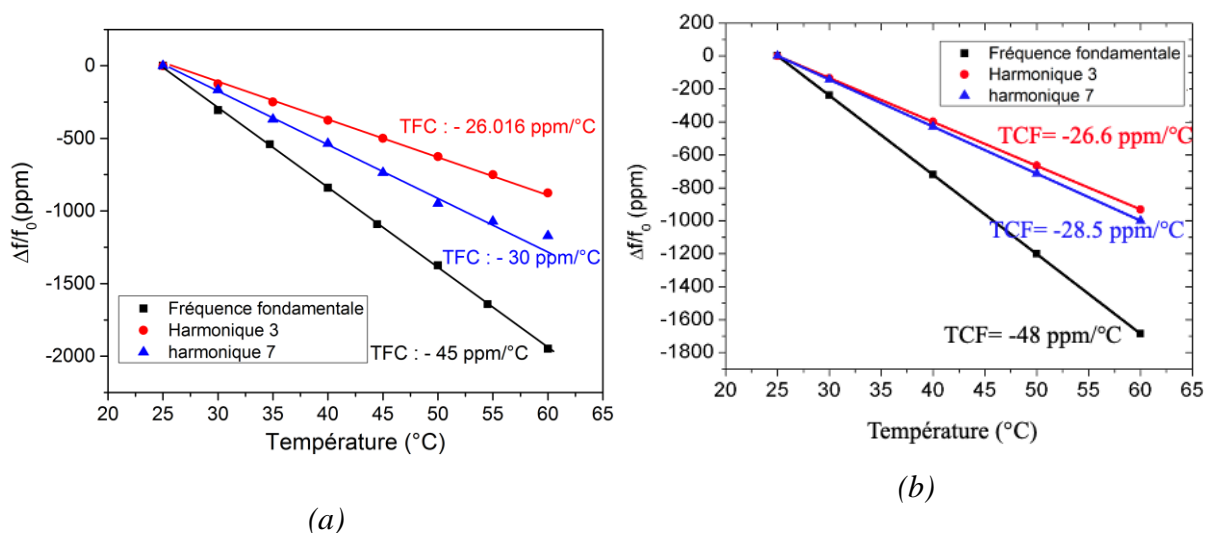 0
-500
-1000
-1500
-2000
Δf/f₀(ppm)
TFC : - 26.016 ppm/°C
TFC : - 30 ppm/°C
TFC : - 45 ppm/°C
Fréquence fondamentale
Harmonique 3
harmonique 7
20 25 30 35 40 45 50 55 60 65
Température (°C)
(a)
200
0
-200
-400
-600
-800
-1000
-1200
-1400
-1600
-1800
Δf/f₀ (ppm)
Fréquence fondamentale
Harmonique 3
harmonique 7
TCF= -26.6 ppm/°C
TCF= -28.5 ppm/°C
TCF= -48 ppm/°C
20 25 30 35 40 45 50 55 60 65
Température (°C)
(b)